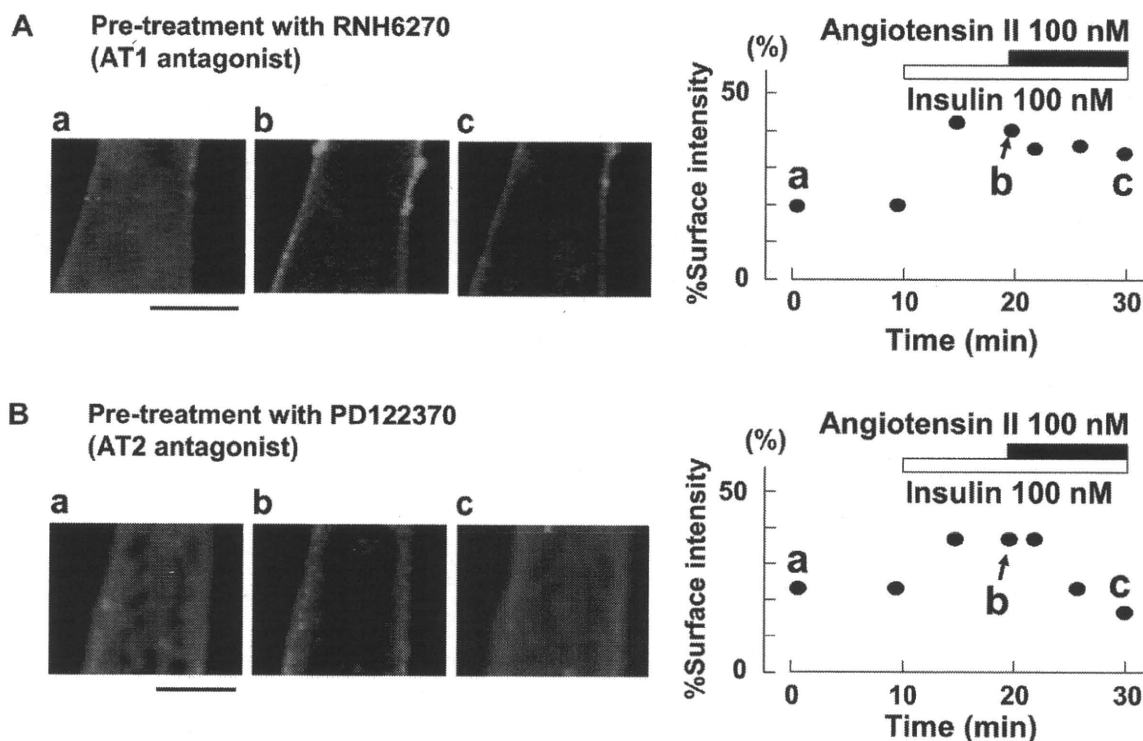 A Pre-treatment with RNH6270
(AT1 antagonist)
a b c
(%) Angiotensin II 100 nM
Insulin 100 nM
%Surface intensity
50
0
a
b
c
0 10 20 30
Time (min)
B Pre-treatment with PD122370
(AT2 antagonist)
a b c
(%) Angiotensin II 100 nM
Insulin 100 nM
%Surface intensity
50
0
a
b
c
0 10 20 30
Time (min)